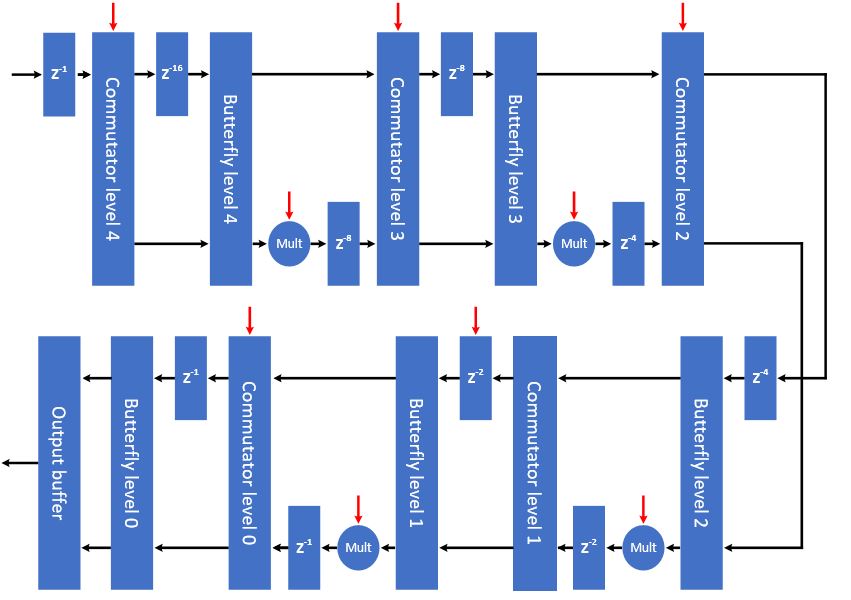 z⁻¹
Commutator level 4
z⁻¹⁶
Butterfly level 4
Mult
z⁻⁸
Commutator level 3
z⁻⁸
Butterfly level 3
Mult
z⁻⁴
Commutator level 2
z⁻⁴
Butterfly level 2
Mult
z⁻²
Commutator level 1
z⁻²
Butterfly level 1
Mult
z⁻¹
Commutator level 0
z⁻¹
Butterfly level 0
Output buffer